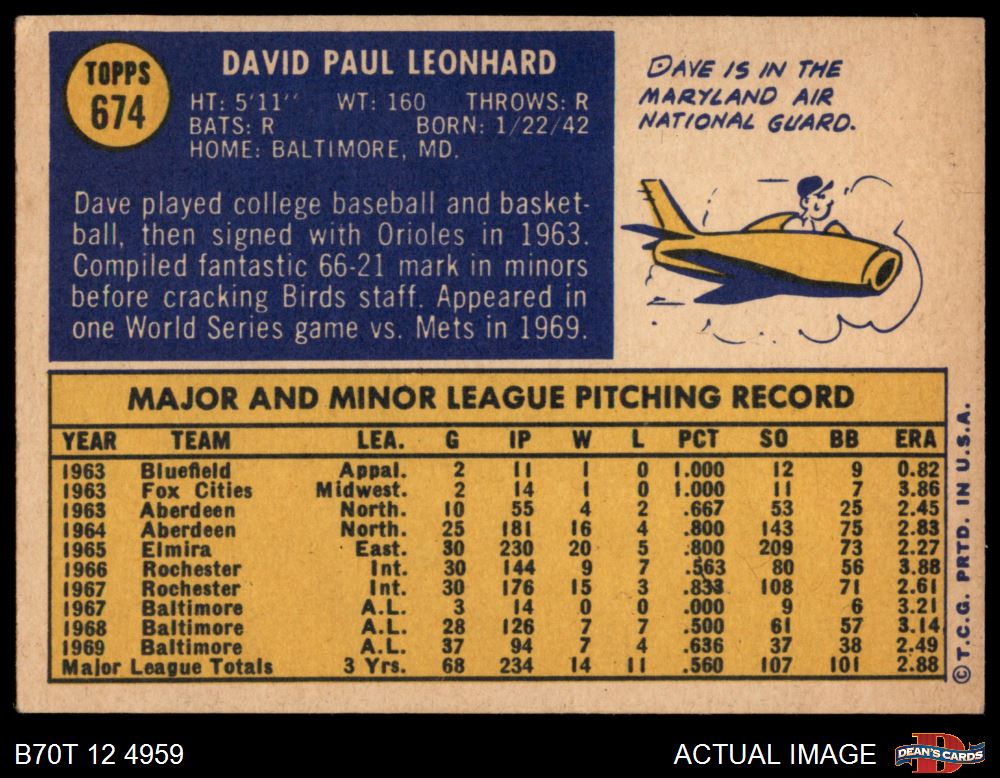 TOPPS
674
DAVID PAUL LEONHARD
HT: 5'11" WT: 160 THROWS: R
BATS: R BORN: 1/22/42
HOME: BALTIMORE, MD.
Dave played college baseball and basket-
ball, then signed with Orioles in 1963.
Compiled fantastic 66-21 mark in minors
before cracking Birds staff. Appeared in
one World Series game vs. Mets in 1969.
DAVE IS IN THE
MARYLAND AIR
NATIONAL GUARD.
MAJOR AND MINOR LEAGUE PITCHING RECORD
YEAR TEAM LEA. G IP W L PCT SO BB ERA
1963 Bluefield Appal. 2 11 1 0 1.000 12 9 0.82
1963 Fox Cities Midwest. 2 14 1 0 1.000 11 7 3.86
1963 Aberdeen North. 10 55 4 2 .667 53 25 2.45
1964 Aberdeen North. 25 181 16 4 .800 143 75 2.83
1965 Elmira East. 30 230 20 5 .800 209 73 2.27
1966 Rochester Int. 30 144 9 7 .563 80 56 3.88
1967 Rochester Int. 30 176 15 3 .833 108 71 2.61
1967 Baltimore A.L. 3 14 0 0 .000 9 6 3.21
1968 Baltimore A.L. 28 126 7 7 .500 61 57 3.14
1969 Baltimore A.L. 37 94 7 4 .636 37 38 2.49
Major League Totals 3 Yrs. 68 234 14 11 .560 107 101 2.88
© T.C.G. PRTD. IN U.S.A.
B70T 12 4959
ACTUAL IMAGE
DEAN'S CARDS